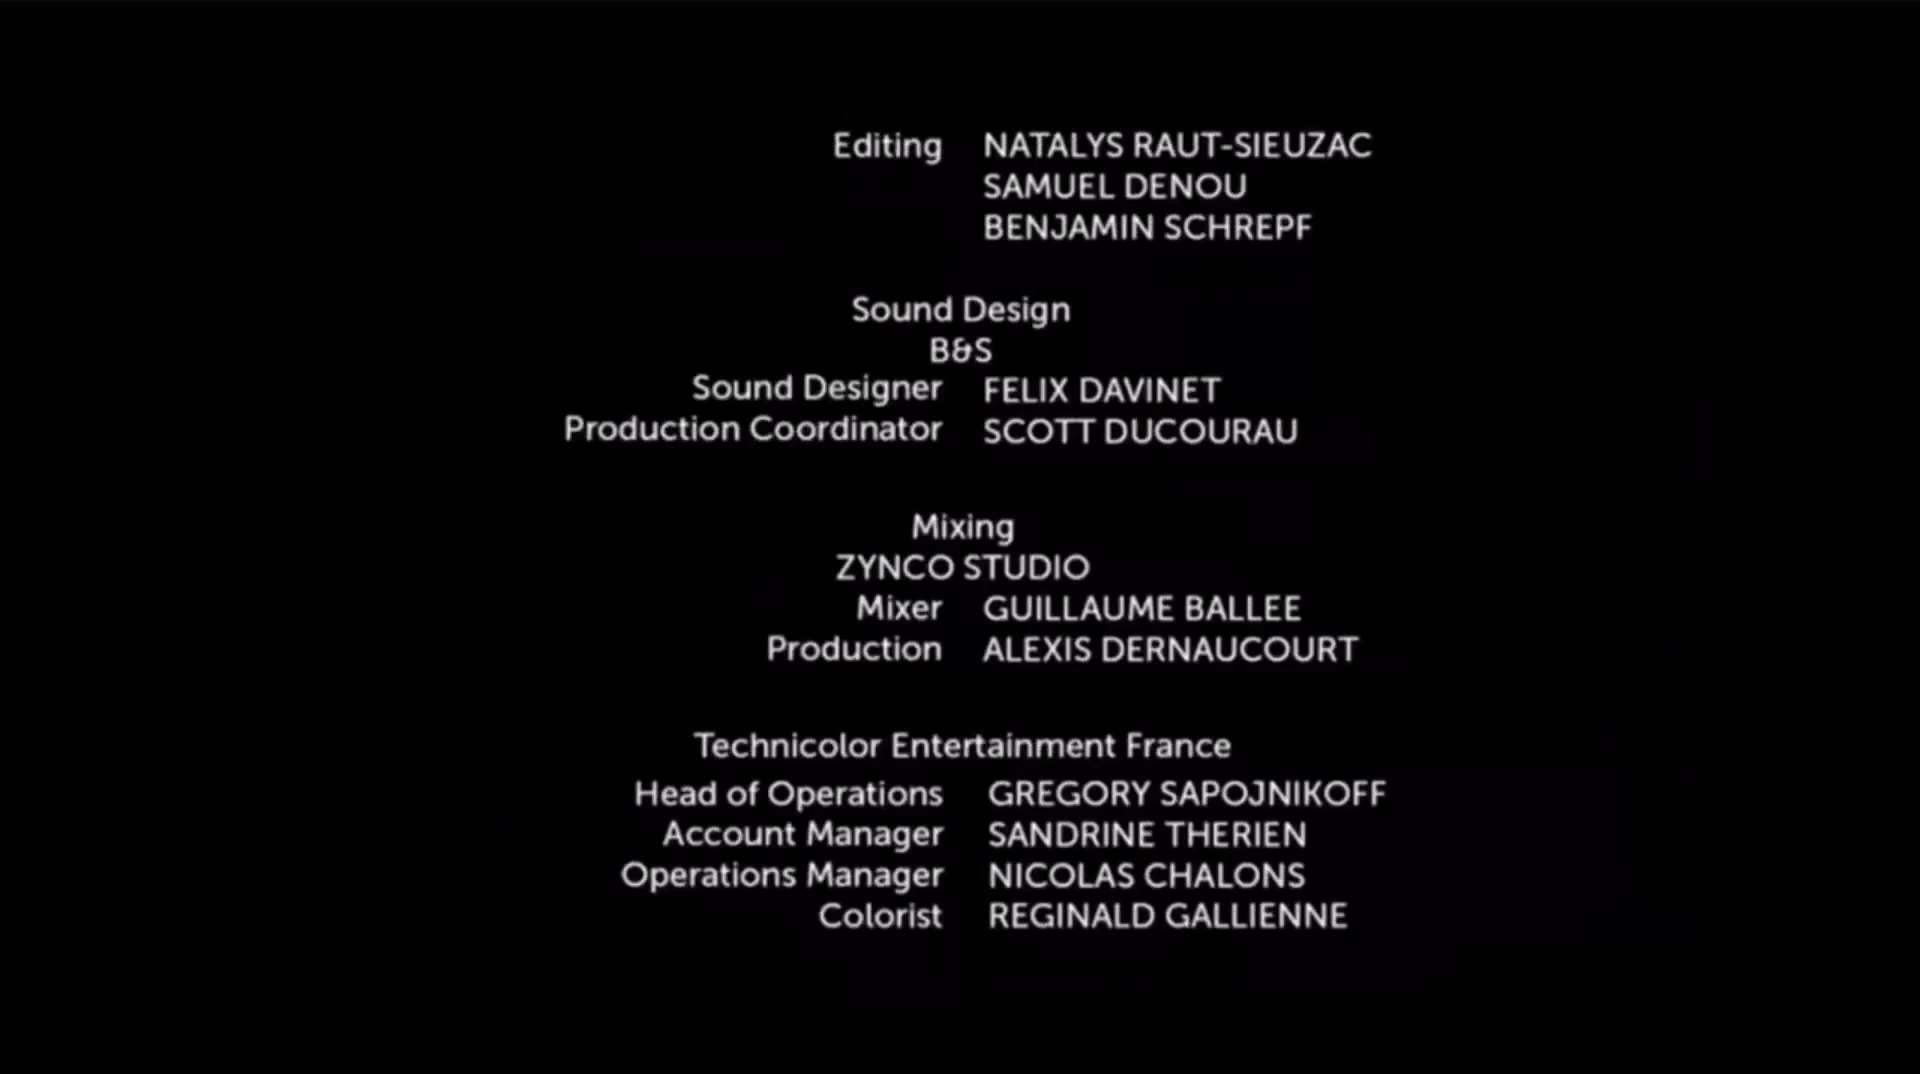 Editing NATALYS RAUT-SIEUZAC
SAMUEL DENOU
BENJAMIN SCHREPF
Sound Design
B&S
Sound Designer FELIX DAVINET
Production Coordinator SCOTT DUCOURAU
Mixing
ZYNCO STUDIO
Mixer GUILLAUME BALLEE
Production ALEXIS DERNAUCOURT
Technicolor Entertainment France
Head of Operations GREGORY SAPOJNIKOFF
Account Manager SANDRINE THERIEN
Operations Manager NICOLAS CHALONS
Colorist REGINALD GALLIENNE